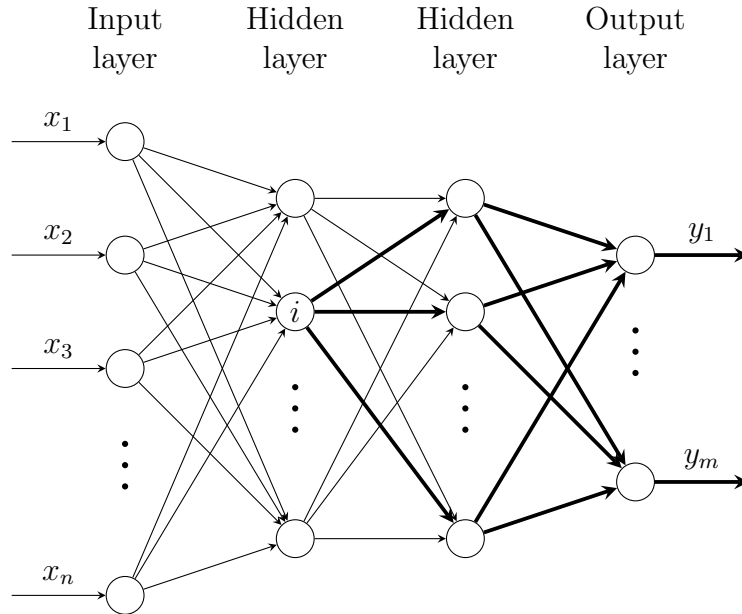 Input layer
Hidden layer
Hidden layer
Output layer
x₁
x₂
y₁
i
x₃
yₘ
xₙ